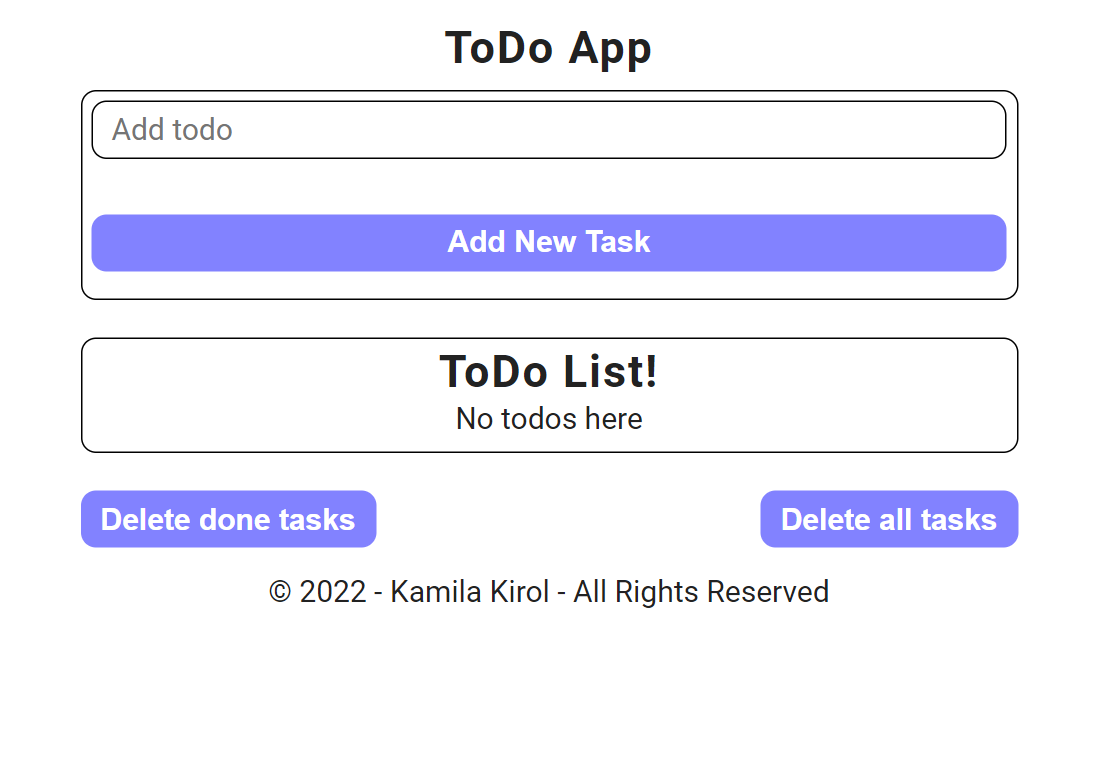 ToDo App
Add todo
Add New Task
ToDo List!
No todos here
Delete done tasks
Delete all tasks
© 2022 - Kamila Kirol - All Rights Reserved